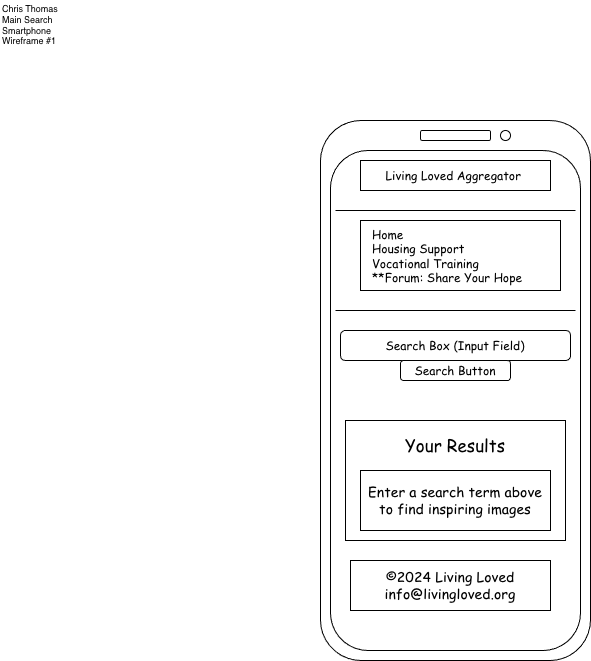 Chris Thomas
Main Search
Smartphone
Wireframe #1
Living Loved Aggregator
Home
Housing Support
Vocational Training
**Forum: Share Your Hope
Search Box (Input Field)
Search Button
Your Results
Enter a search term above
to find inspiring images
©2024 Living Loved
info@livingloved.org